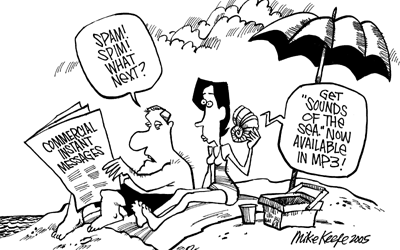 SPAM!
SPIM!
WHAT
NEXT?
COMMERCIAL
INSTANT
MESSAGES
GET
"SOUNDS
OF THE
SEA" NOW
AVAILABLE
IN MP3!
Mike Keefe 2005